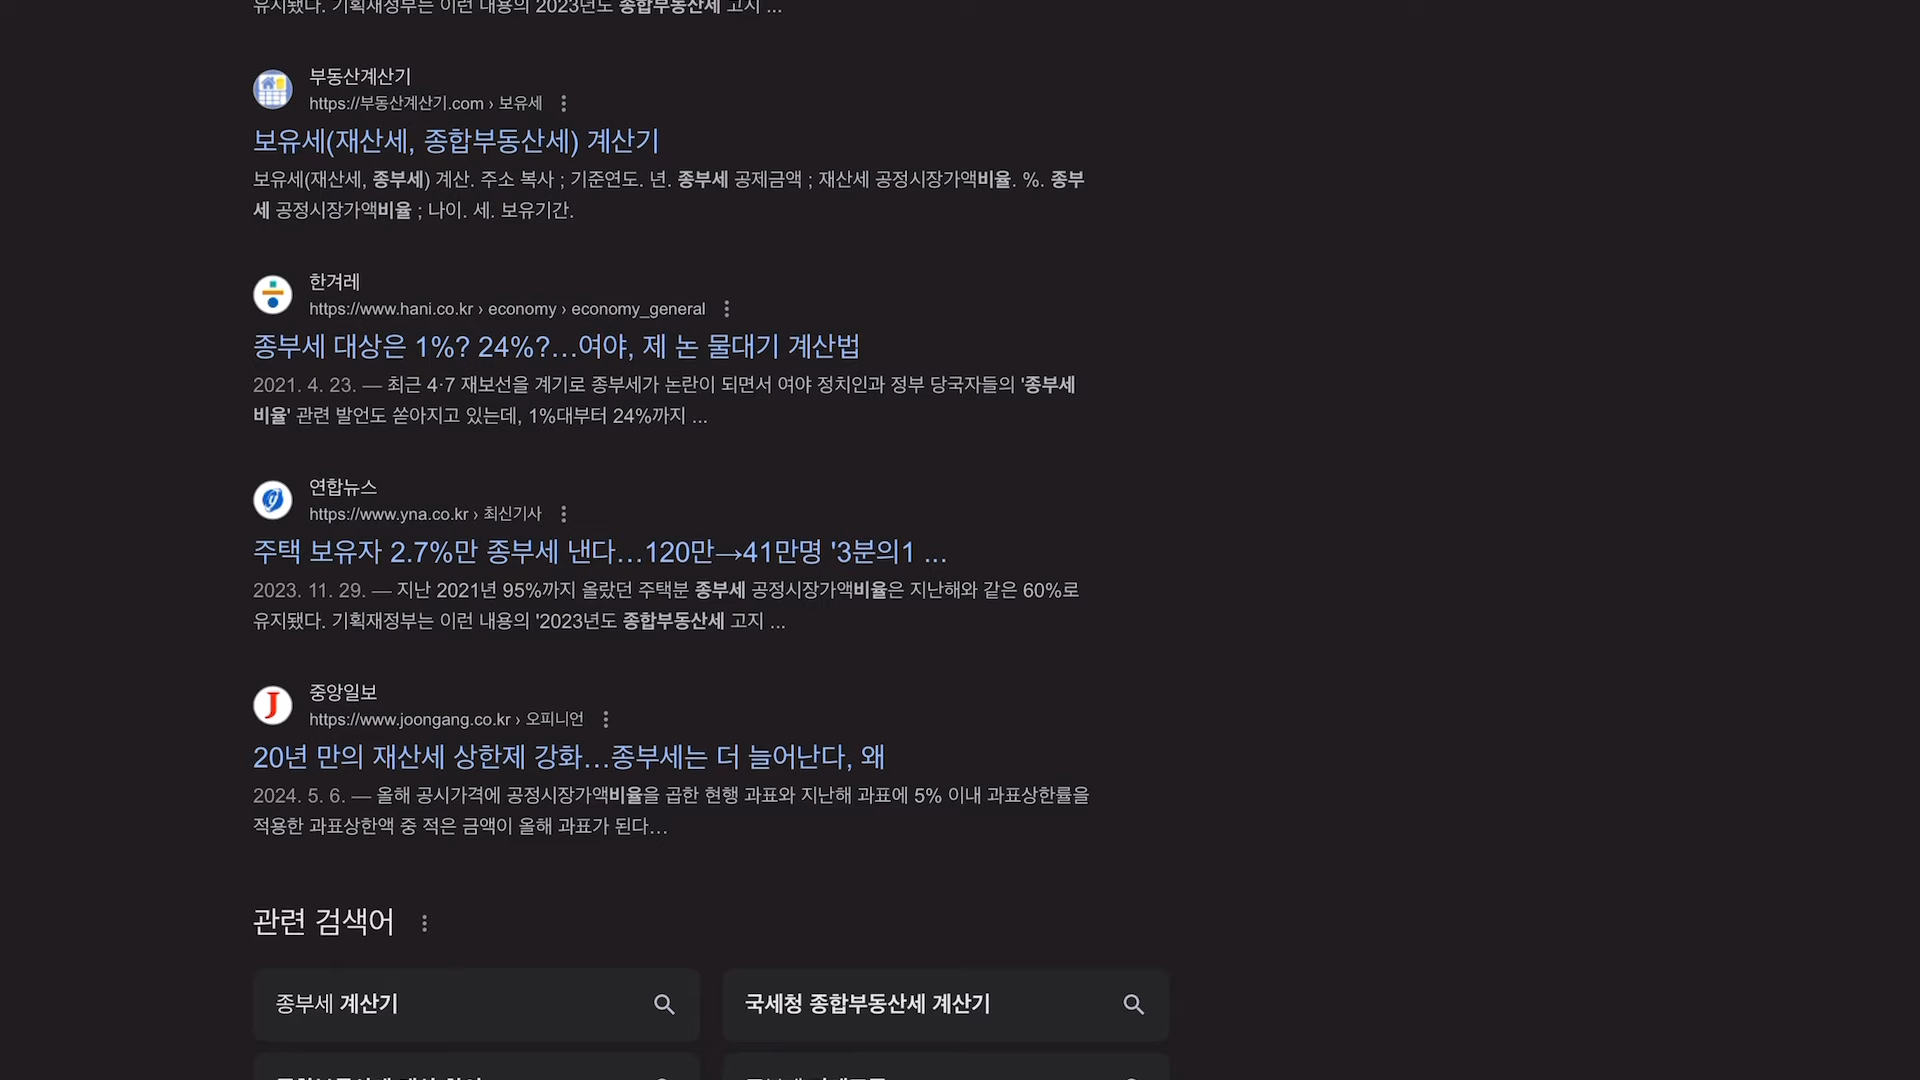 유지됐다. 기획재정부는 이런 내용의 2023년도 종합부동산세 고지 ...
부동산계산기
https://부동산계산기.com › 보유세
보유세(재산세, 종합부동산세) 계산기
보유세(재산세, 종부세) 계산. 주소 복사 ; 기준연도. 년. 종부세 공제금액 ; 재산세 공정시장가액비율. %. 종부
세 공정시장가액비율 ; 나이. 세. 보유기간.
한겨레
https://www.hani.co.kr › economy › economy_general
종부세 대상은 1%? 24%?…여야, 제 논 물대기 계산법
2021. 4. 23. — 최근 4·7 재보선을 계기로 종부세가 논란이 되면서 여야 정치인과 정부 당국자들의 '종부세
비율' 관련 발언도 쏟아지고 있는데, 1%대부터 24%까지 ...
연합뉴스
https://www.yna.co.kr › 최신기사
주택 보유자 2.7%만 종부세 낸다…120만→41만명 '3분의1 ...
2023. 11. 29. — 지난 2021년 95%까지 올랐던 주택분 종부세 공정시장가액비율은 지난해와 같은 60%로
유지됐다. 기획재정부는 이런 내용의 '2023년도 종합부동산세 고지 ...
중앙일보
https://www.joongang.co.kr › 오피니언
20년 만의 재산세 상한제 강화…종부세는 더 늘어난다, 왜
2024. 5. 6. — 올해 공시가격에 공정시장가액비율을 곱한 현행 과표와 지난해 과표에 5% 이내 과표상한률을
적용한 과표상한액 중 적은 금액이 올해 과표가 된다…
관련 검색어
종부세 계산기
국세청 종합부동산세 계산기